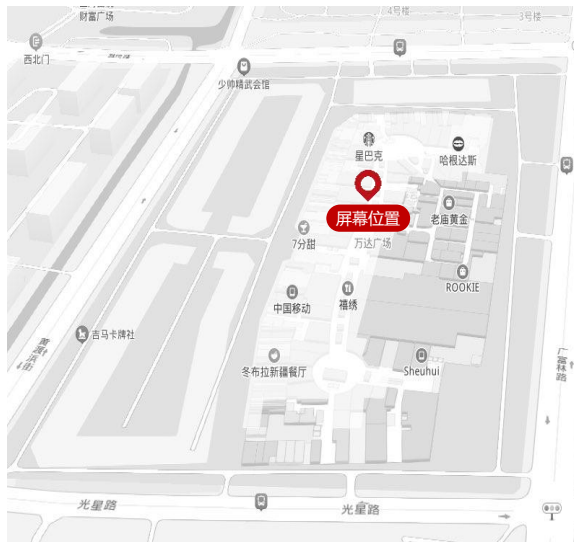 财富广场
4号楼
3号楼
西北门
少帅精武会馆
星巴克
哈根达斯
屏幕位置
老庙黄金
7分甜
万达广场
ROOKIE
中国移动
禧绣
吉马卡牌社
冬布拉新疆餐厅
Sheuhui
广富林路
光星路
光星路